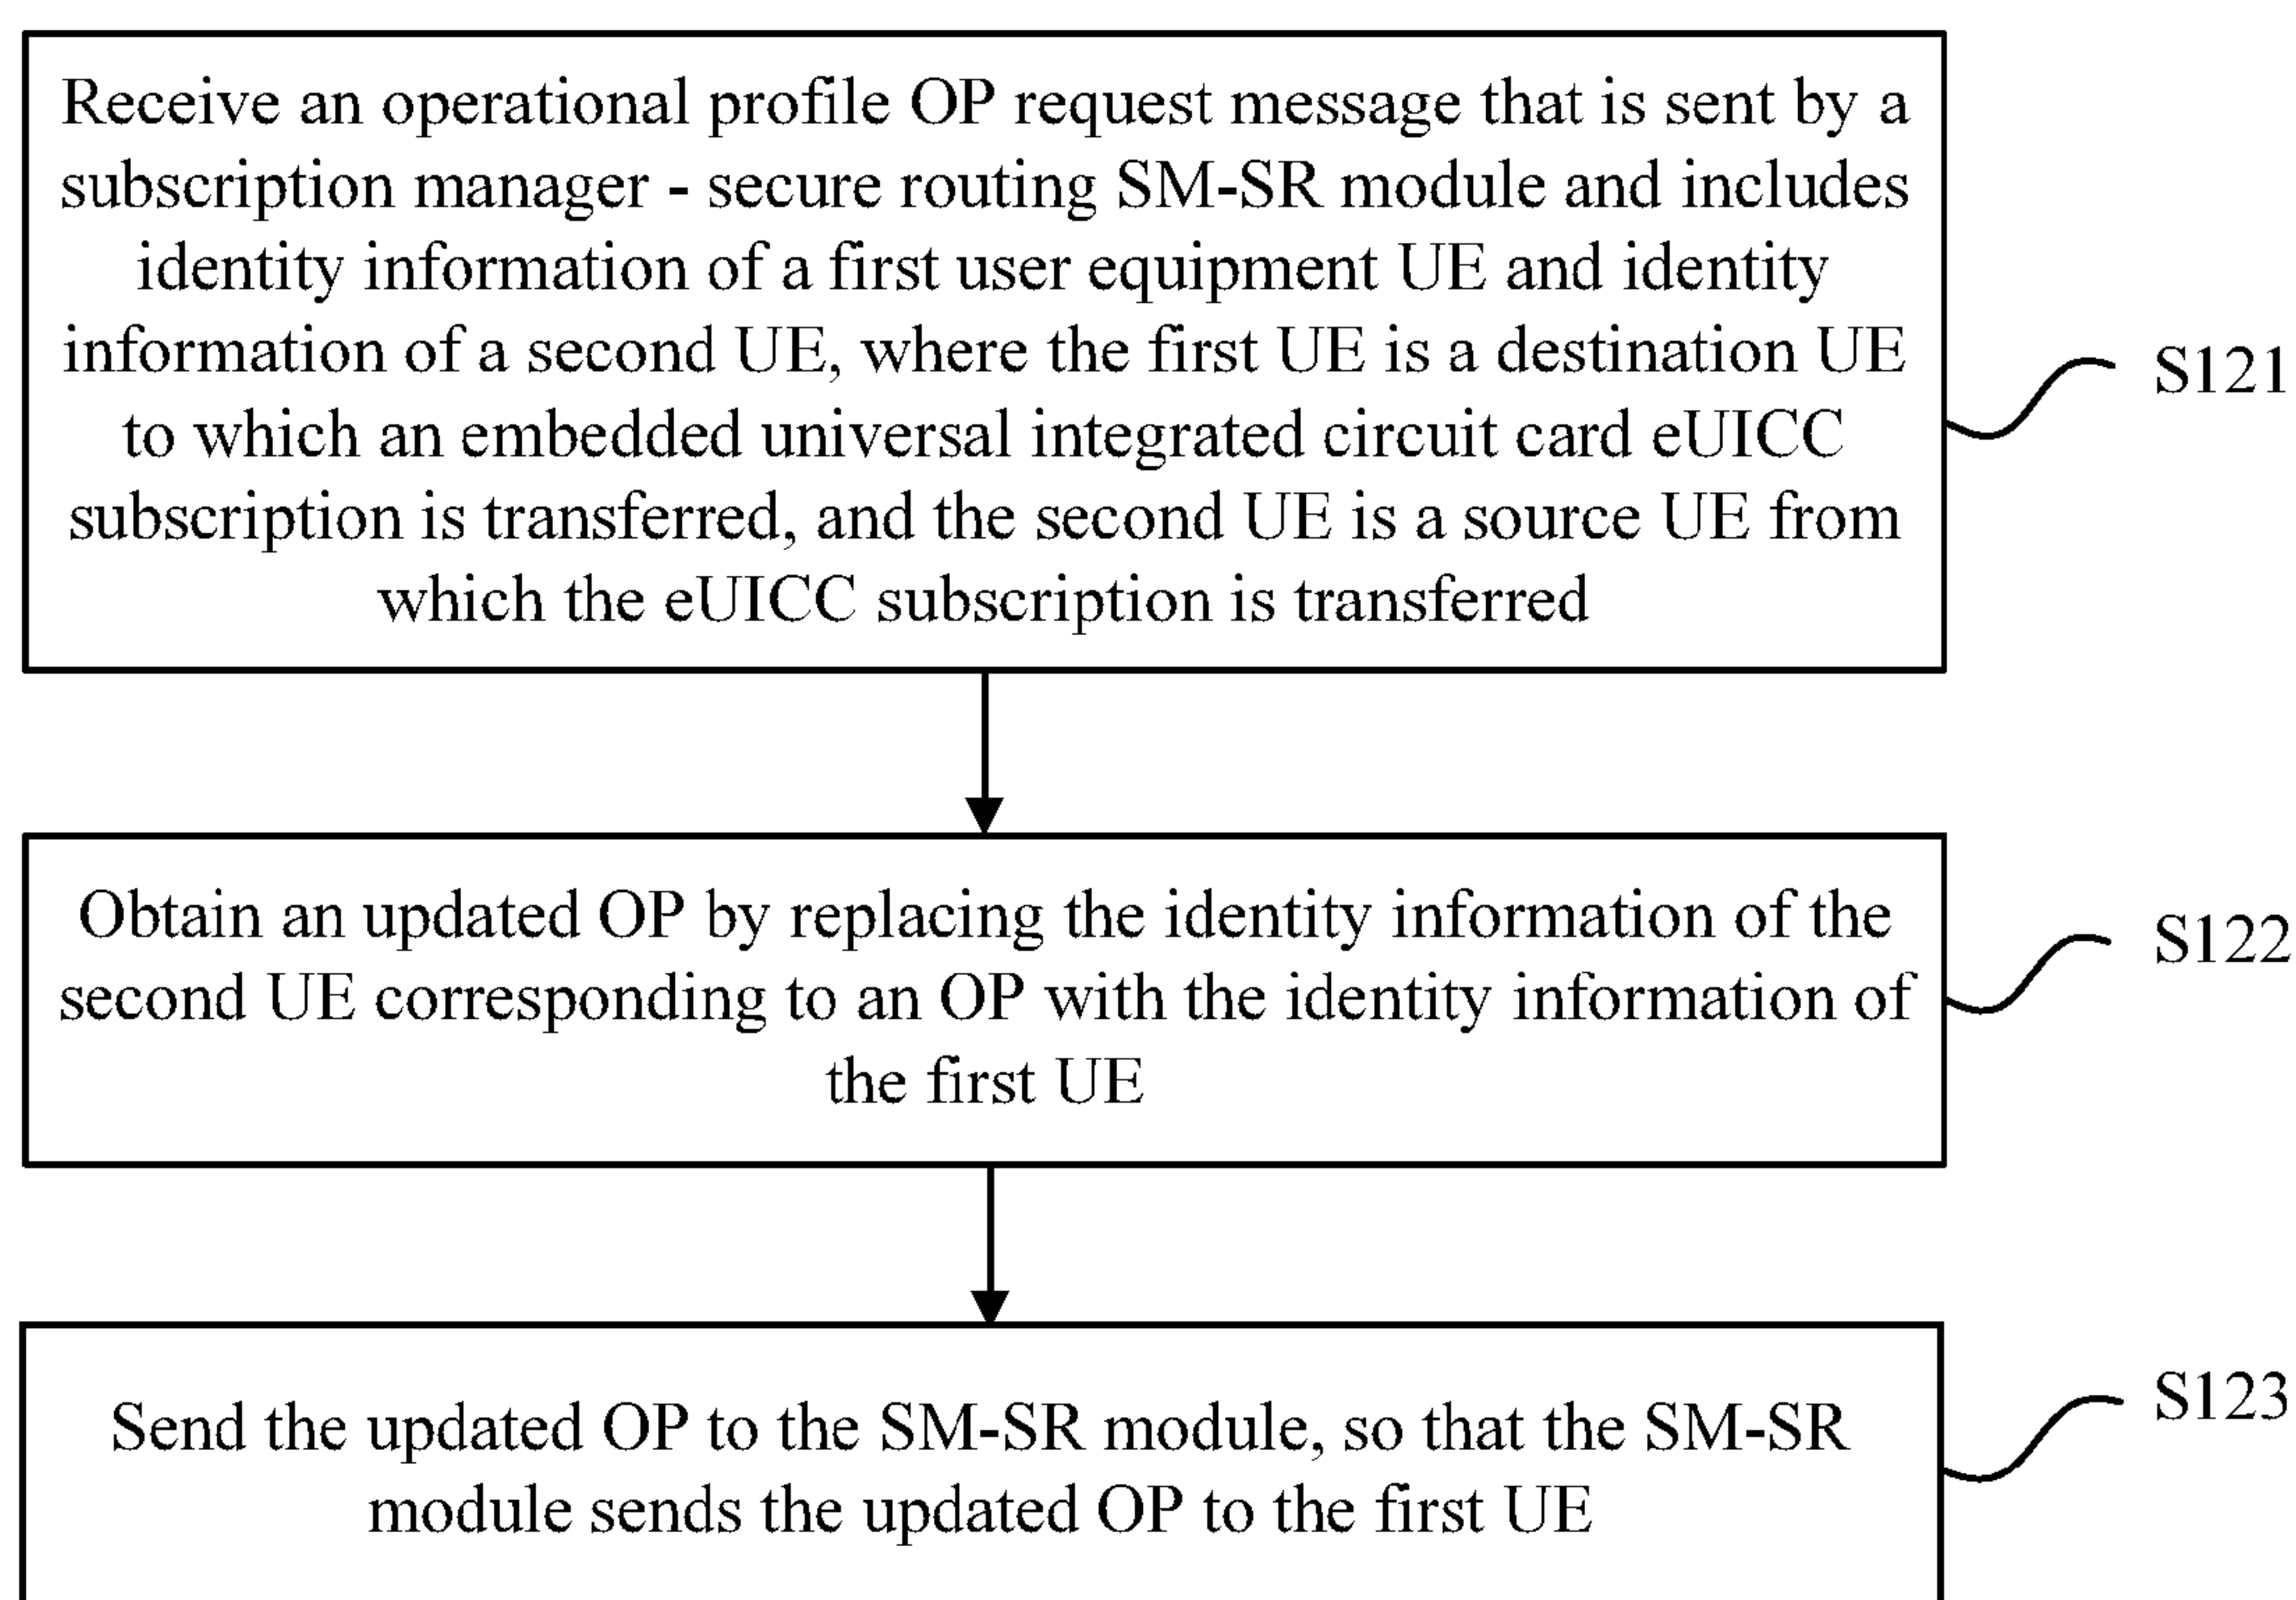 Receive an operational profile OP request message that is sent by a
subscription manager - secure routing SM-SR module and includes
identity information of a first user equipment UE and identity
information of a second UE, where the first UE is a destination UE
to which an embedded universal integrated circuit card eUICC
subscription is transferred, and the second UE is a source UE from
which the eUICC subscription is transferred
S121
Obtain an updated OP by replacing the identity information of the
second UE corresponding to an OP with the identity information of
the first UE
S122
Send the updated OP to the SM-SR module, so that the SM-SR
module sends the updated OP to the first UE
S123